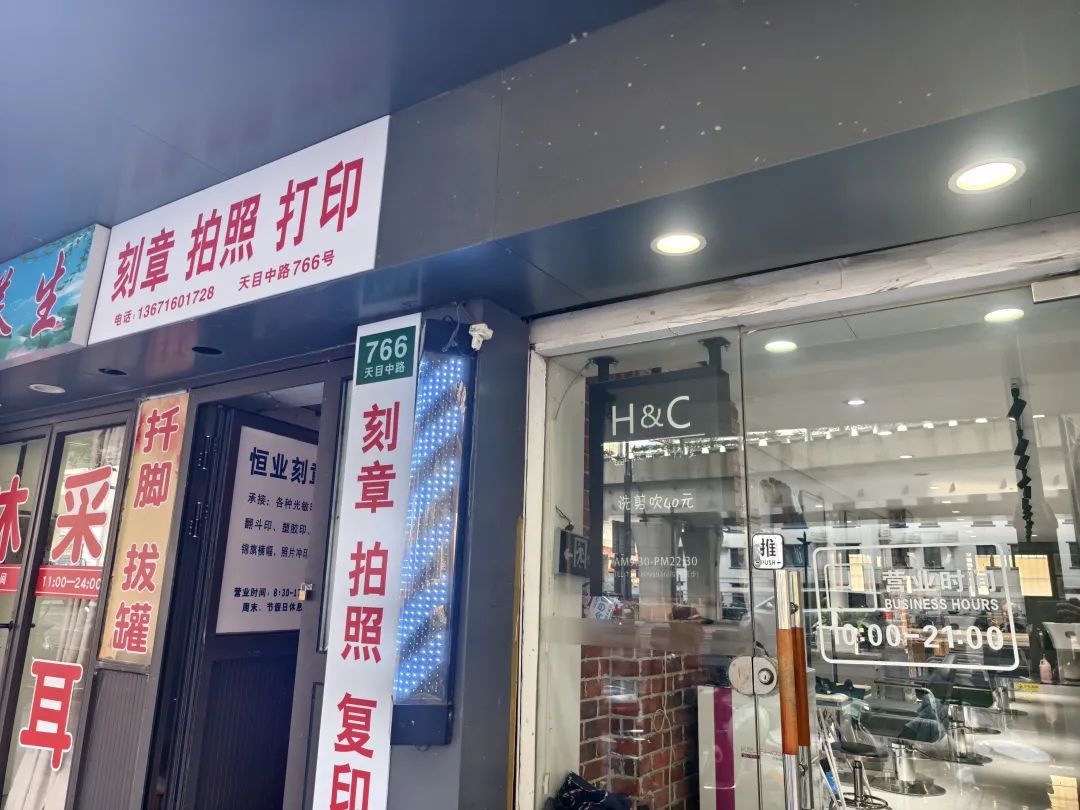 生
刻章 拍照 打印
电话：13671601728 天目中路766号
766
天目中路
刻章 拍照 复印
扦脚 拔罐
采
11:00—24:00
耳
恒业刻
承接：各种光敏
翻斗印、塑胶印、
锦旗横幅、照片冲印
营业时间：8:30-
周末、节假日休息
H&C
洗剪吹40元
推
PUSH
营业时间
BUSINESS HOURS
10:00-21:00